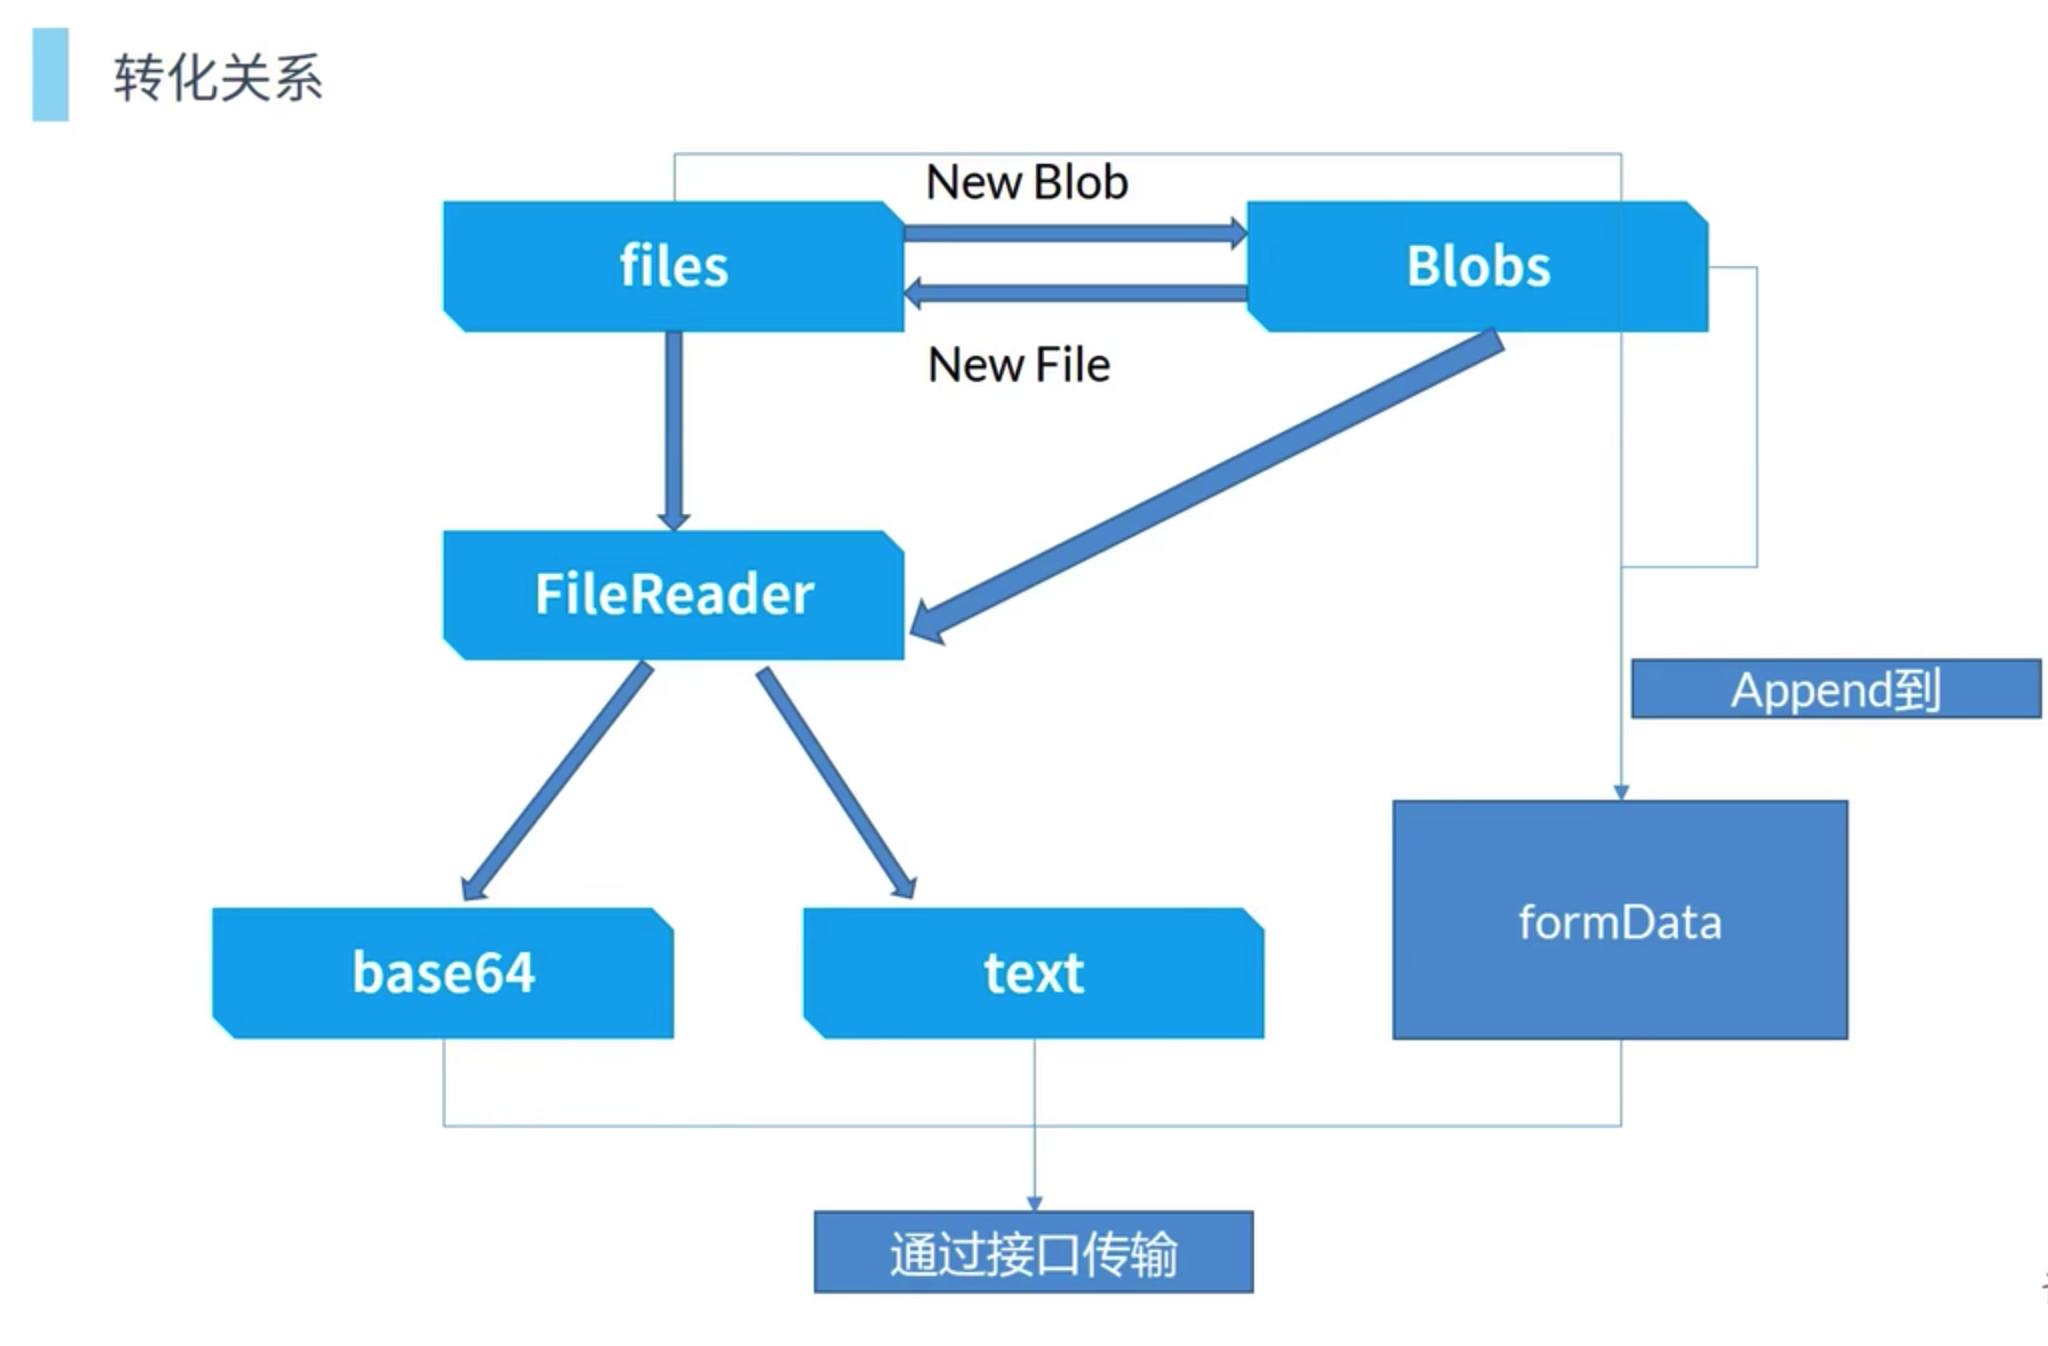 转化关系
New Blob
files
Blobs
New File
FileReader
Append到
formData
base64
text
通过接口传输